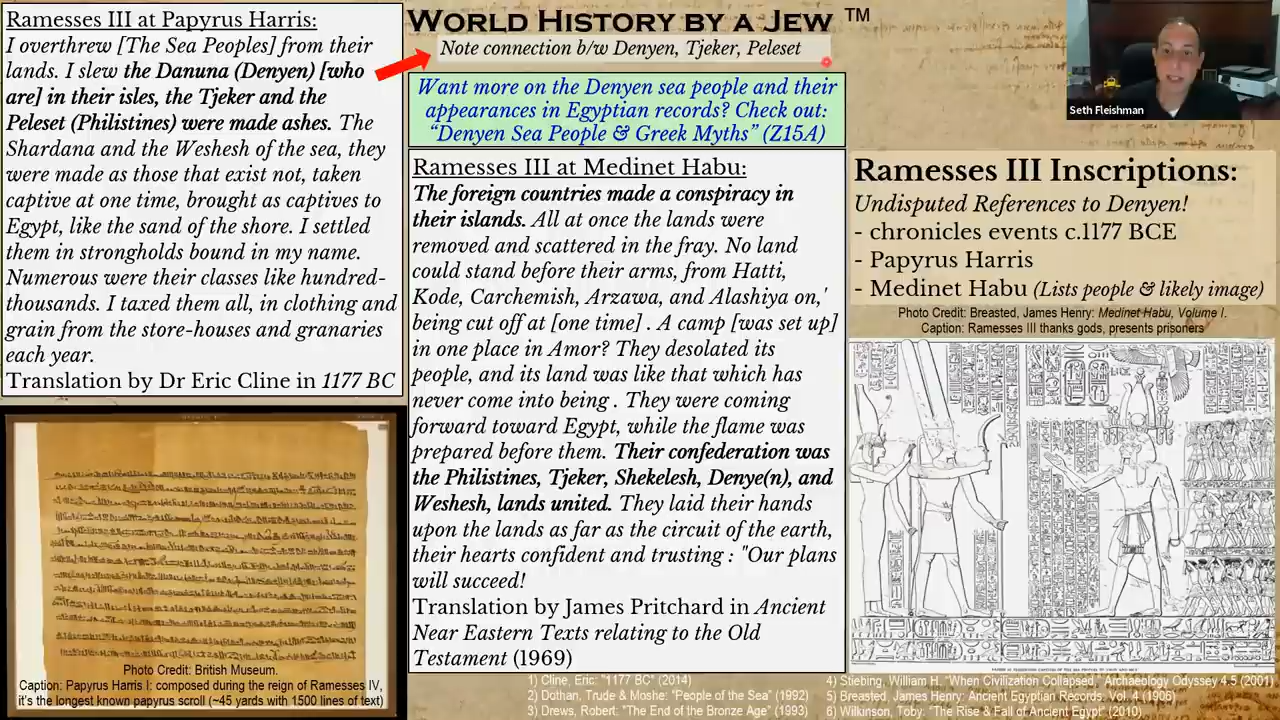 Ramesses III at Papyrus Harris:
I overthrew [The Sea Peoples] from their
lands. I slew the Danuna (Denyen) [who
are] in their isles, the Tjeker and the
Peleset (Philistines) were made ashes. The
Shardana and the Weshesh of the sea, they
were made as those that exist not, taken
captive at one time, brought as captives to
Egypt, like the sand of the shore. I settled
them in strongholds bound in my name.
Numerous were their classes like hundred-
thousands. I taxed them all, in clothing and
grain from the store-houses and granaries
each year.
Translation by Dr Eric Cline in 1177 BC
Photo Credit: British Museum.
Caption: Papyrus Harris I: composed during the reign of Ramesses IV,
it's the longest known papyrus scroll (~45 yards with 1500 lines of text)
WORLD HISTORY BY A JEW ™
Note connection b/w Denyen, Tjeker, Peleset
Want more on the Denyen sea people and their
appearances in Egyptian records? Check out:
"Denyen Sea People & Greek Myths" (Z15A)
Ramesses III at Medinet Habu:
The foreign countries made a conspiracy in
their islands. All at once the lands were
removed and scattered in the fray. No land
could stand before their arms, from Hatti,
Kode, Carchemish, Arzawa, and Alashiya on,'
being cut off at [one time] . A camp [was set up]
in one place in Amor? They desolated its
people, and its land was like that which has
never come into being . They were coming
forward toward Egypt, while the flame was
prepared before them. Their confederation was
the Philistines, Tjeker, Shekelesh, Denye(n), and
Weshesh, lands united. They laid their hands
upon the lands as far as the circuit of the earth,
their hearts confident and trusting : "Our plans
will succeed!
Translation by James Pritchard in Ancient
Near Eastern Texts relating to the Old
Testament (1969)
Seth Fleishman
Ramesses III Inscriptions:
Undisputed References to Denyen!
- chronicles events c.1177 BCE
- Papyrus Harris
- Medinet Habu (Lists people & likely image)
Photo Credit: Breasted, James Henry: Medinet Habu, Volume I.
Caption: Ramesses III thanks gods, presents prisoners
1) Cline, Eric: "1177 BC" (2014)
2) Dothan, Trude & Moshe: "People of the Sea" (1992)
3) Drews, Robert: "The End of the Bronze Age" (1993)
4) Stiebing, William H. "When Civilization Collapsed," Archaeology Odyssey 4.5 (2001)
5) Breasted, James Henry: Ancient Egyptian Records. Vol. 4 (1906)
6) Wilkinson, Toby: "The Rise & Fall of Ancient Egypt" (2010)